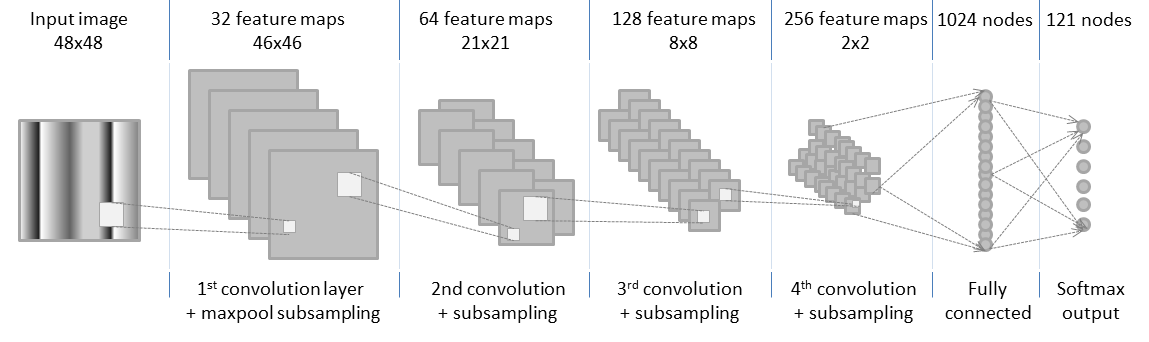 Input image
48x48
32 feature maps
46x46
64 feature maps
21x21
128 feature maps
8x8
256 feature maps
2x2
1024 nodes
121 nodes
1st convolution layer
+ maxpool subsampling
2nd convolution
+ subsampling
3rd convolution
+ subsampling
4th convolution
+ subsampling
Fully
connected
Softmax
output